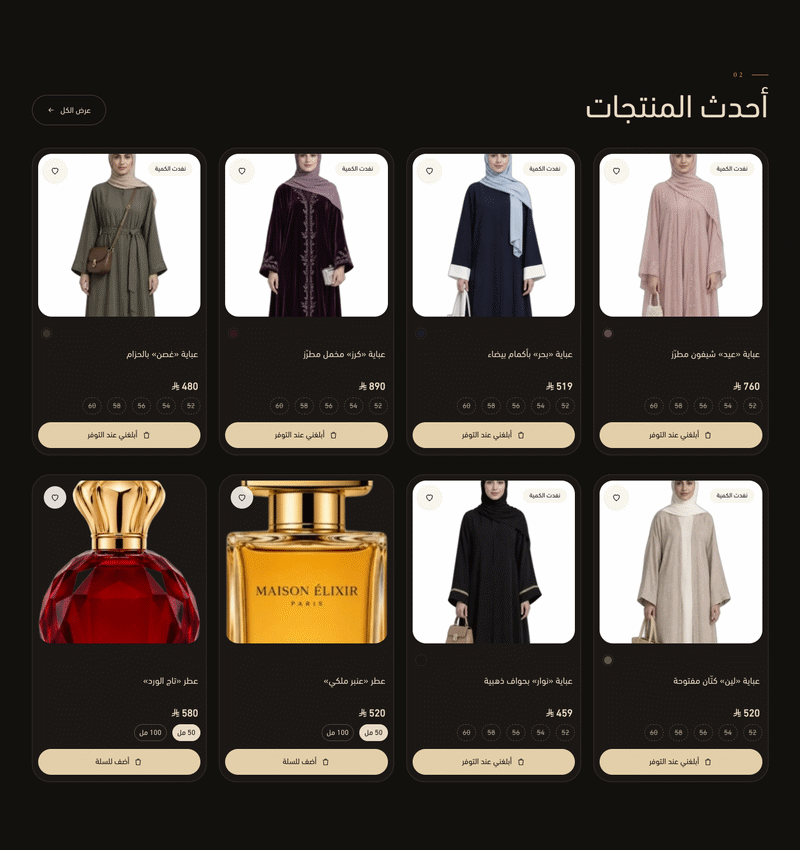 02
أحدث المنتجات
عرض الكل ←
نفدت الكمية
عباية «عيد» شيفون مطرّز
760
52 54 56 58 60
أبلغني عند التوفر
نفدت الكمية
عباية «بحر» بأكمام بيضاء
519
52 54 56 58 60
أبلغني عند التوفر
نفدت الكمية
عباية «كرز» مخمل مطرّز
890
52 54 56 58 60
أبلغني عند التوفر
نفدت الكمية
عباية «غصن» بالحزام
480
52 54 56 58 60
أبلغني عند التوفر
نفدت الكمية
عباية «لين» كتّان مفتوحة
520
52 54 56 58 60
أبلغني عند التوفر
نفدت الكمية
عباية «نوار» بحواف ذهبية
459
52 54 56 58 60
أبلغني عند التوفر
MAISON ÉLIXIR
PARIS
عطر «عنبر ملكي»
520
50 مل 100 مل
أضف للسلة
عطر «تاج الورد»
580
50 مل 100 مل
أضف للسلة